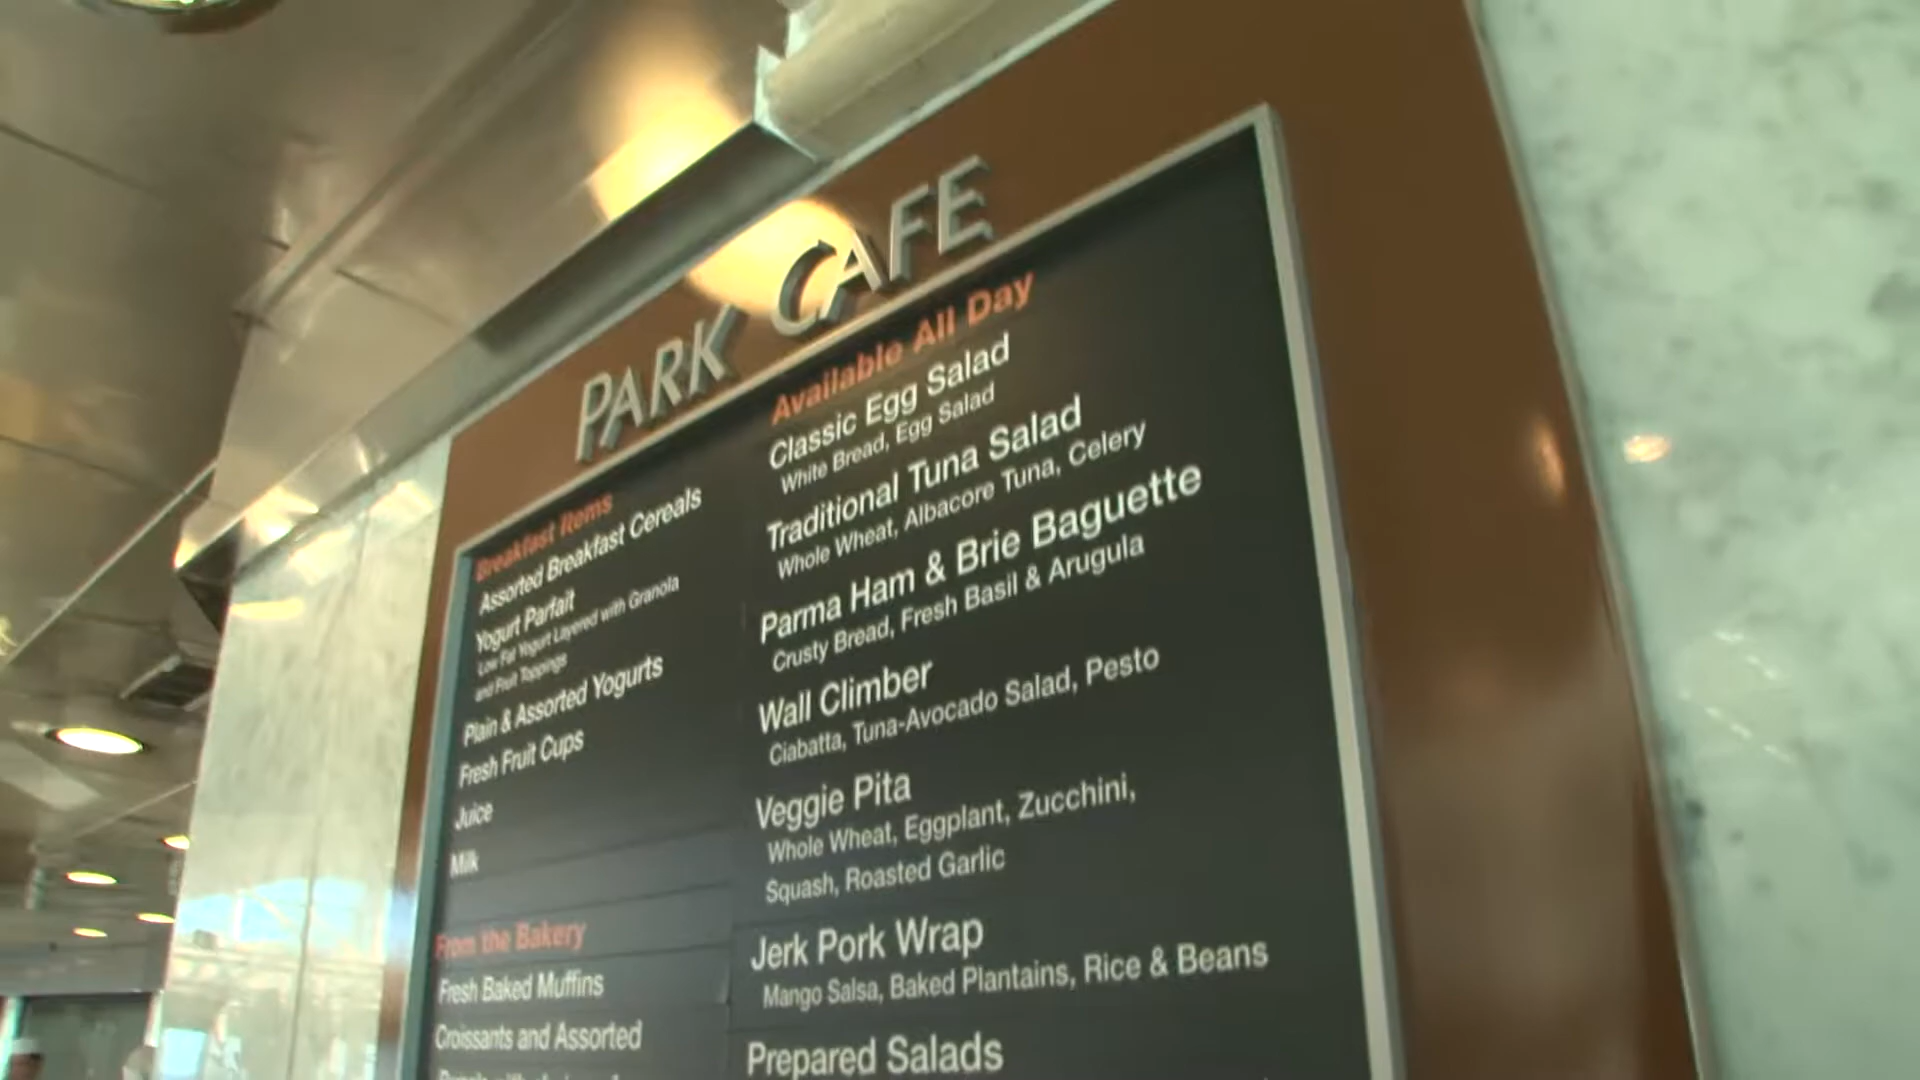 PARK CAFE
Breakfast Items
Assorted Breakfast Cereals
Yogurt Parfait
Low Fat Yogurt Layered with Granola
and Fruit Toppings
Plain & Assorted Yogurts
Fresh Fruit Cups
Juice
Milk
From the Bakery
Fresh Baked Muffins
Croissants and Assorted
Available All Day
Classic Egg Salad
White Bread, Egg Salad
Traditional Tuna Salad
Whole Wheat, Albacore Tuna, Celery
Parma Ham & Brie Baguette
Crusty Bread, Fresh Basil & Arugula
Wall Climber
Ciabatta, Tuna-Avocado Salad, Pesto
Veggie Pita
Whole Wheat, Eggplant, Zucchini,
Squash, Roasted Garlic
Jerk Pork Wrap
Mango Salsa, Baked Plantains, Rice & Beans
Prepared Salads